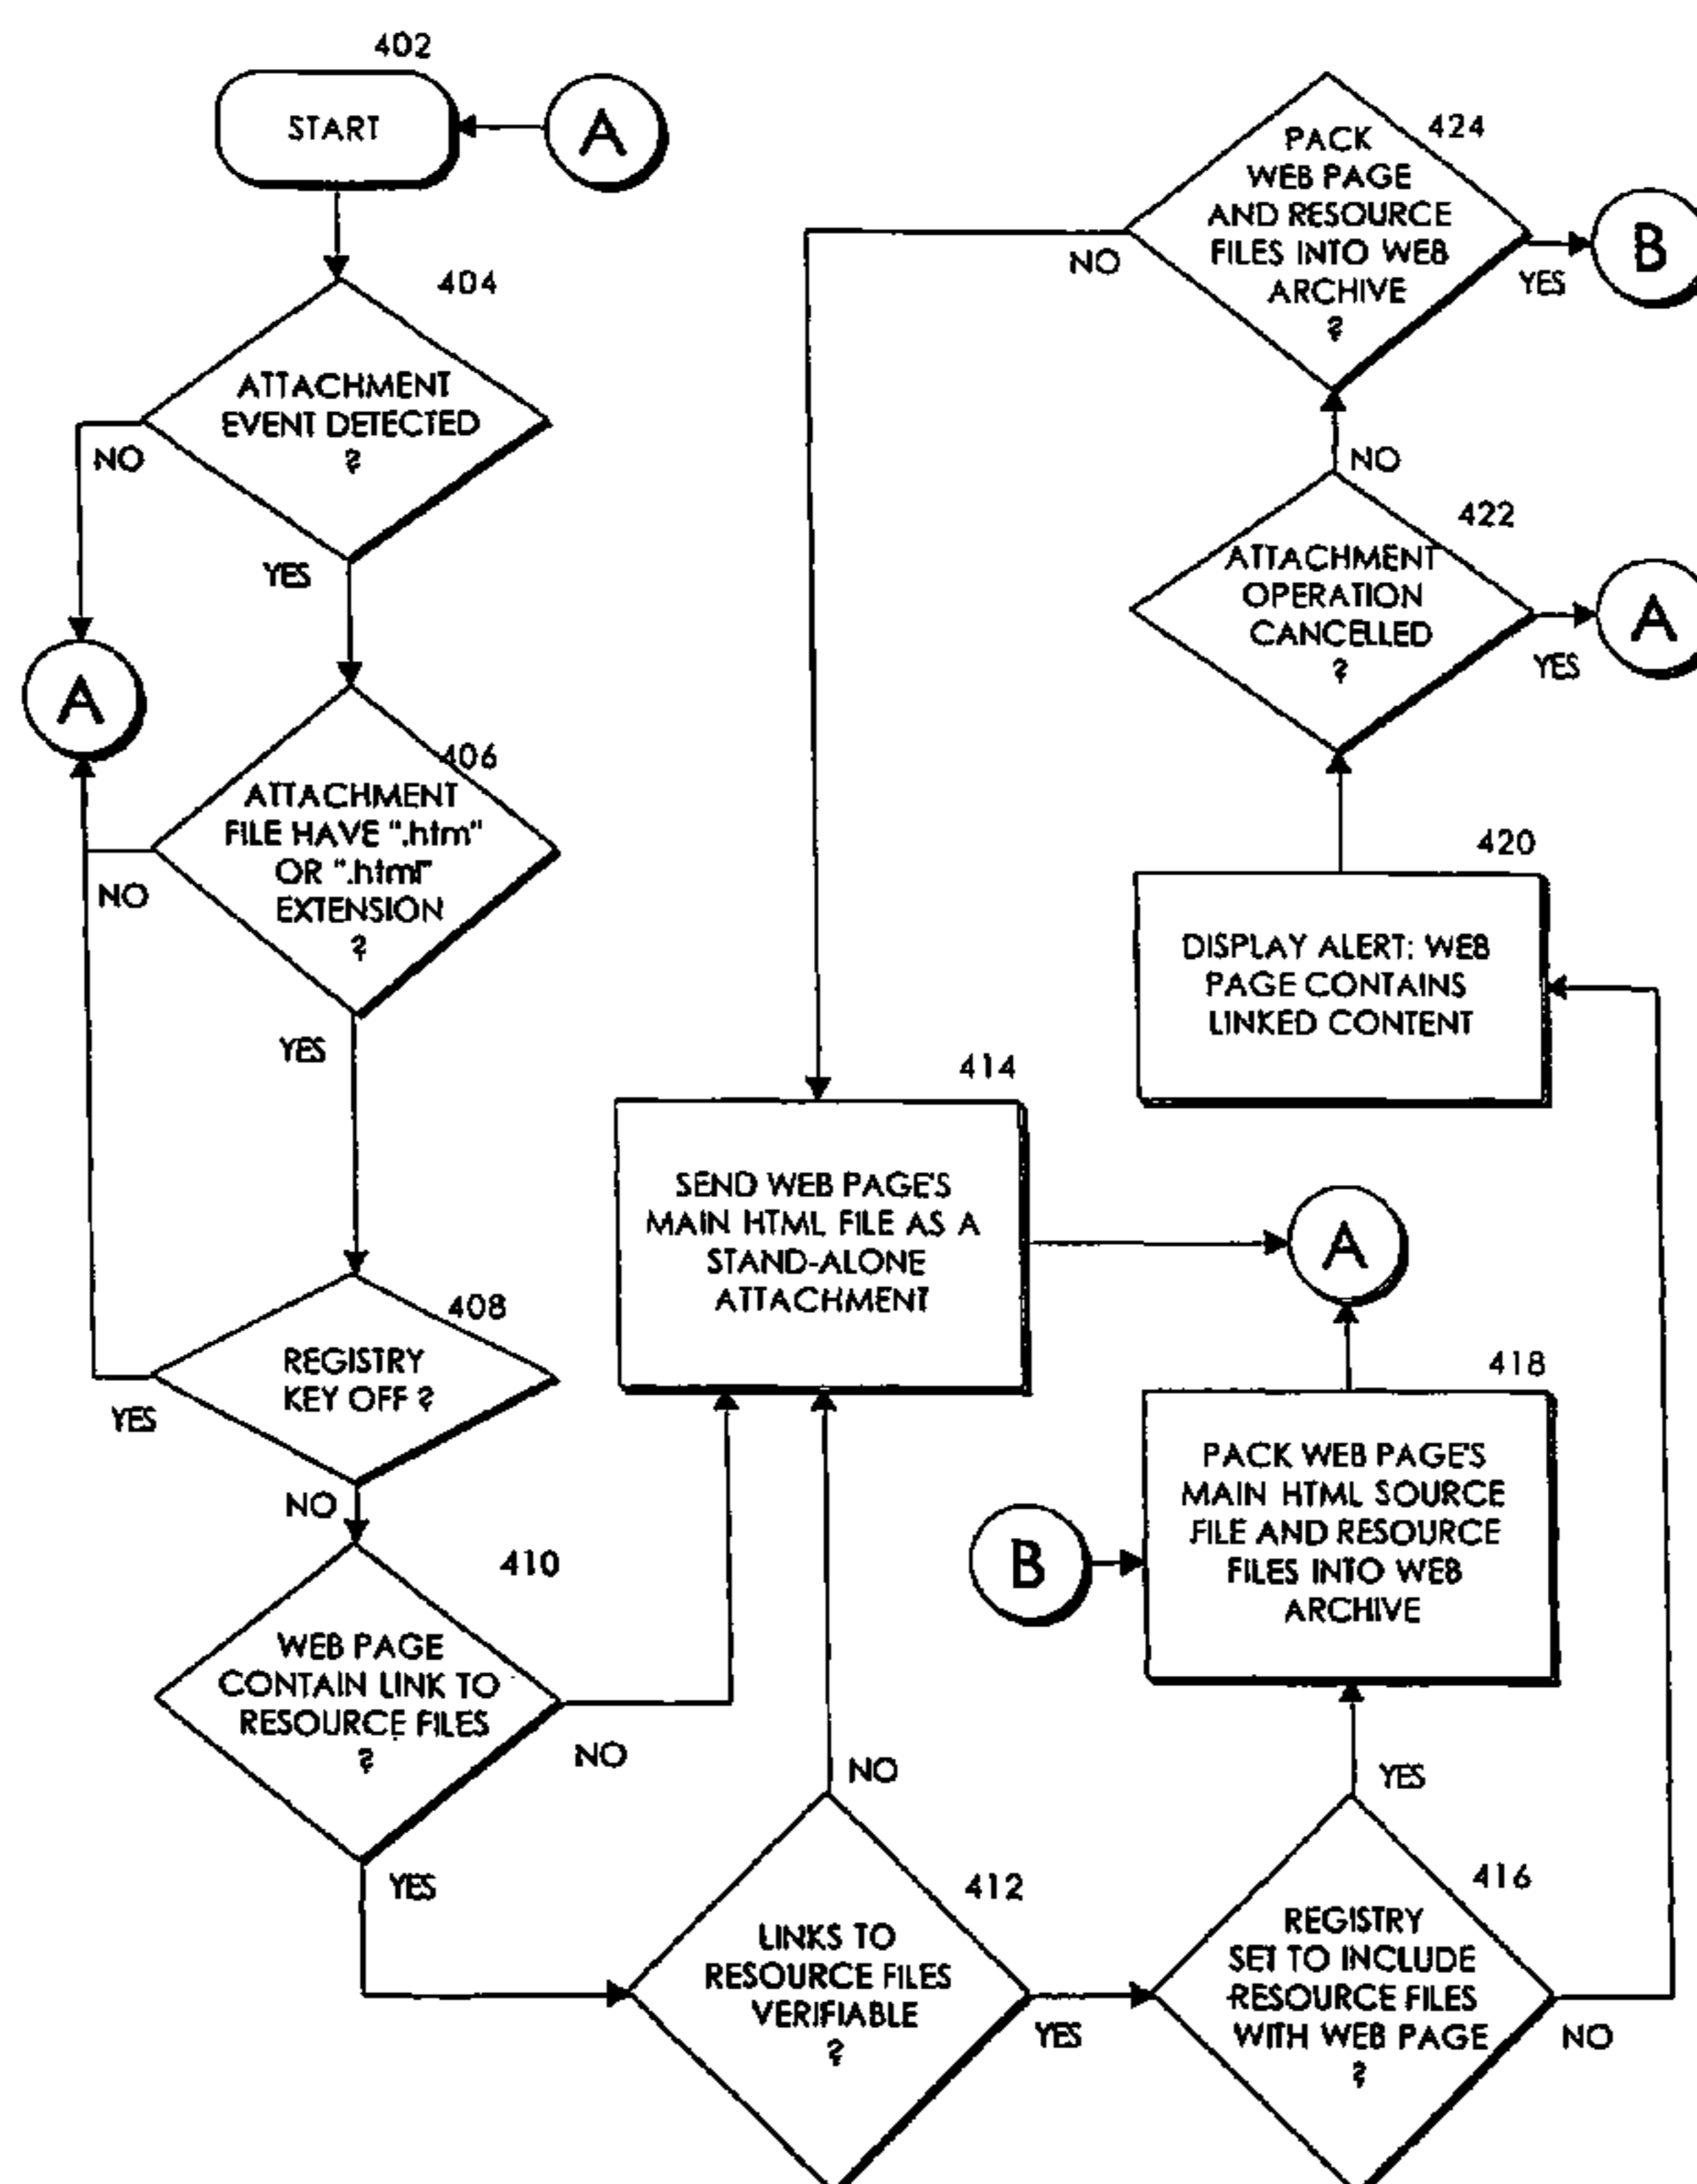 402
START
A
404
ATTACHMENT
EVENT DETECTED
?
NO
YES
A
406
ATTACHMENT
FILE HAVE ".htm"
OR ".html"
EXTENSION
?
NO
YES
408
REGISTRY
KEY OFF ?
YES
NO
410
WEB PAGE
CONTAIN LINK TO
RESOURCE FILES
?
NO
YES
412
LINKS TO
RESOURCE FILES
VERIFIABLE
?
NO
YES
414
SEND WEB PAGE'S
MAIN HTML FILE AS A
STAND-ALONE
ATTACHMENT
A
416
REGISTRY
SET TO INCLUDE
RESOURCE FILES
WITH WEB PAGE
?
YES
NO
418
PACK WEB PAGE'S
MAIN HTML SOURCE
FILE AND RESOURCE
FILES INTO WEB
ARCHIVE
B
420
DISPLAY ALERT: WEB
PAGE CONTAINS
LINKED CONTENT
422
ATTACHMENT
OPERATION
CANCELLED
?
NO
YES
A
424
PACK
WEB PAGE
AND RESOURCE
FILES INTO WEB
ARCHIVE
?
NO
YES
B